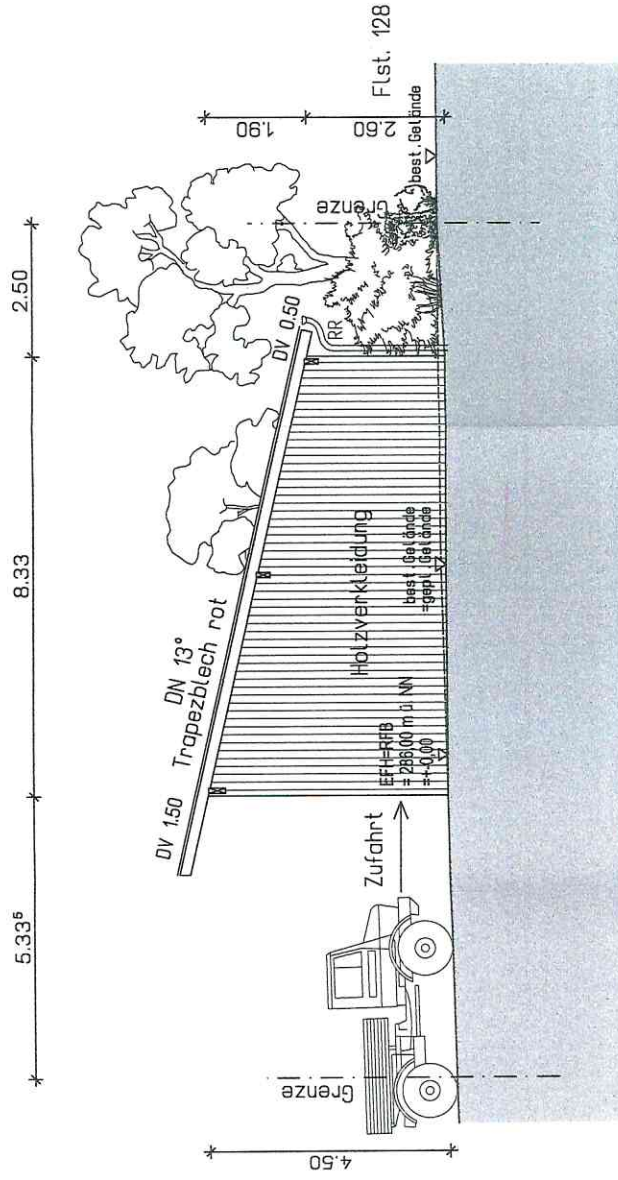 5.33⁵
8.33
2.50
DV 1.50
DN 13°
Trapezblech rot
DV 0.50
RR
Grenze
1.90
2.60
Flst. 128
best. Gelände
Holzverkleidung
best. Gelände
=gepl. Gelände
EFH=RFB
= 286,00 m ü. NN
=+-0,00
Zufahrt
Grenze
4.50